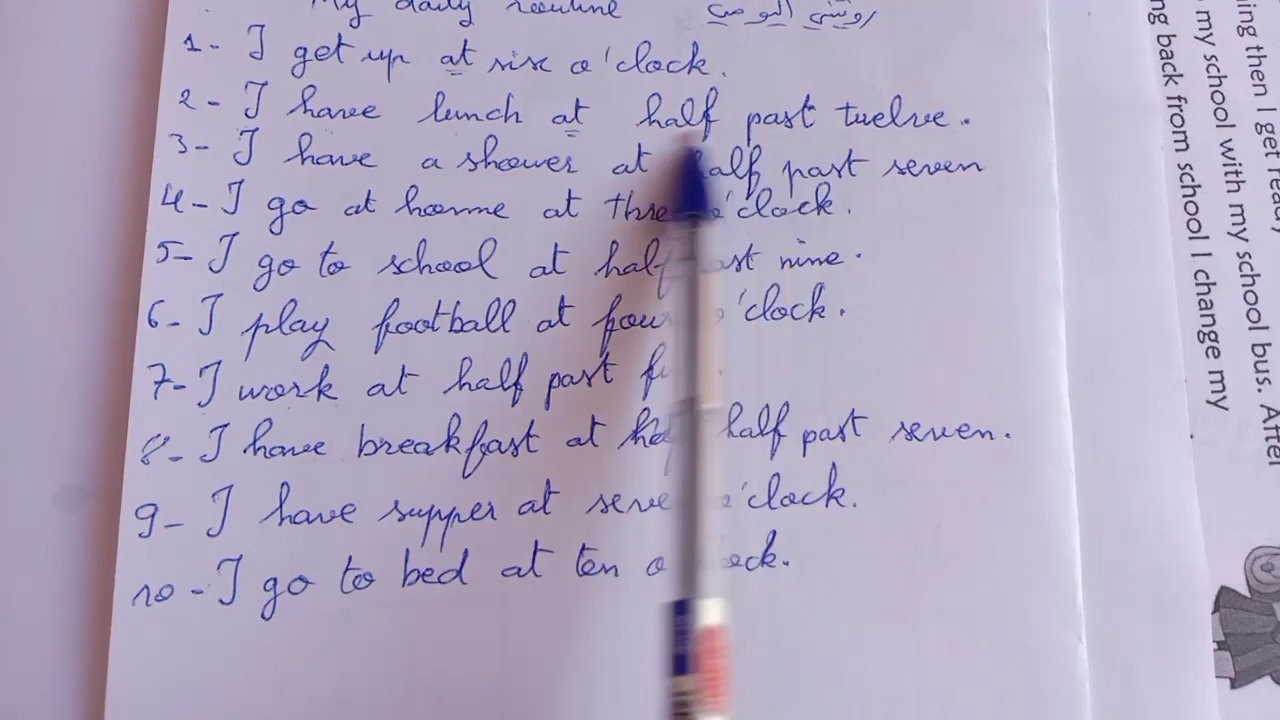 My daily routine روتيني اليومي
1- I get up at six o'clock.
2- I have lunch at half past twelve.
3- I have a shower at half past seven
4- I go at home at three o'clock.
5- I go to school at half past nine.
6- I play football at four o'clock.
7- I work at half past
8- I have breakfast at half past seven.
9- I have supper at seven o'clock.
10- I go to bed at ten o'clock.
ning then I get ready
my school with my school bus. After
ng back from school I change my